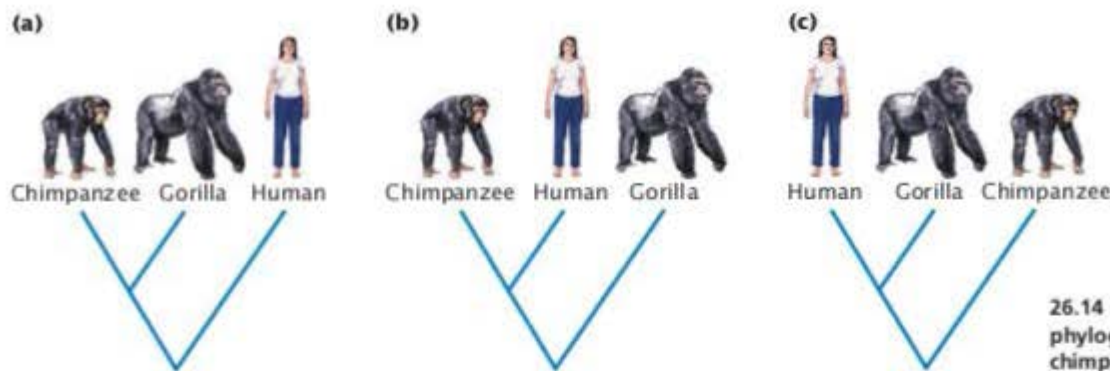 (a)
(b)
(c)
Chimpanzee Gorilla Human
Chimpanzee Human Gorilla
Human Gorilla Chimpanzee
26.14